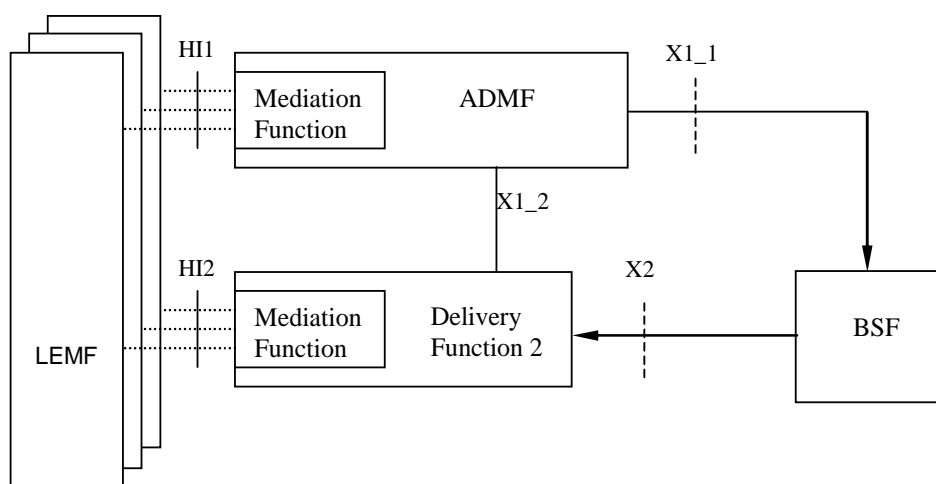 HI1
X1_1
Mediation
Function
ADMF
X1_2
HI2
X2
Mediation
Function
Delivery
Function 2
BSF
LEMF